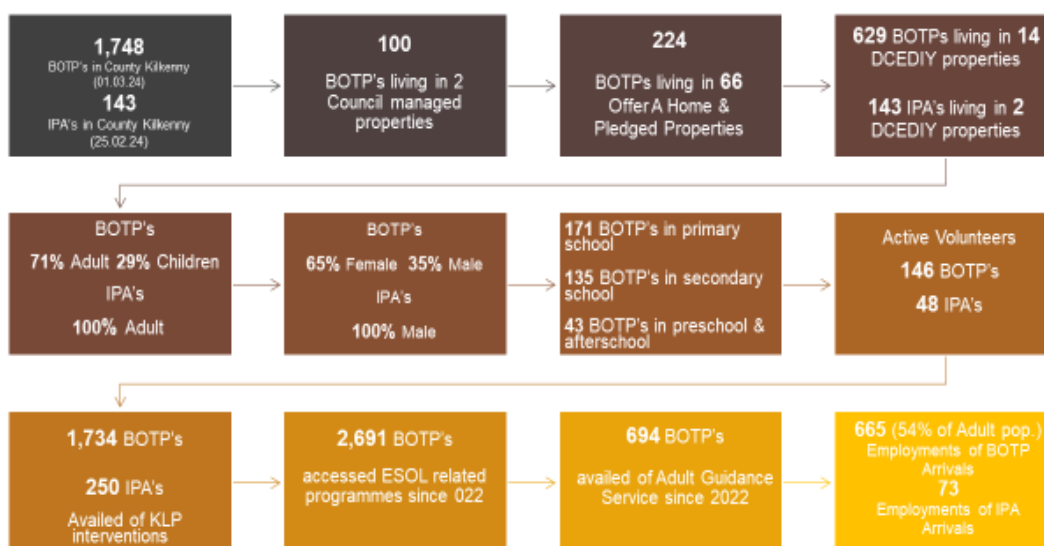 1,748
BOTP's in County Kilkenny
(01.03.24)
143
IPA's in County Kilkenny
(25.02.24)
100
BOTP's living in 2
Council managed
properties
224
BOTPs living in 66
Offer A Home &
Pledged Properties
629 BOTPs living in 14
DCEDIY properties
143 IPA's living in 2
DCEDIY properties
BOTP's
71% Adult 29% Children
IPA's
100% Adult
BOTP's
65% Female 35% Male
IPA's
100% Male
171 BOTP's in primary
school
135 BOTP's in secondary
school
43 BOTP's in preschool &
afterschool
Active Volunteers
146 BOTP's
48 IPA's
1,734 BOTP's
250 IPA's
Availed of KLP
interventions
2,691 BOTP's
accessed ESOL related
programmes since 022
694 BOTP's
availed of Adult Guidance
Service since 2022
665 (54% of Adult pop.)
Employments of BOTP
Arrivals
73
Employments of IPA
Arrivals